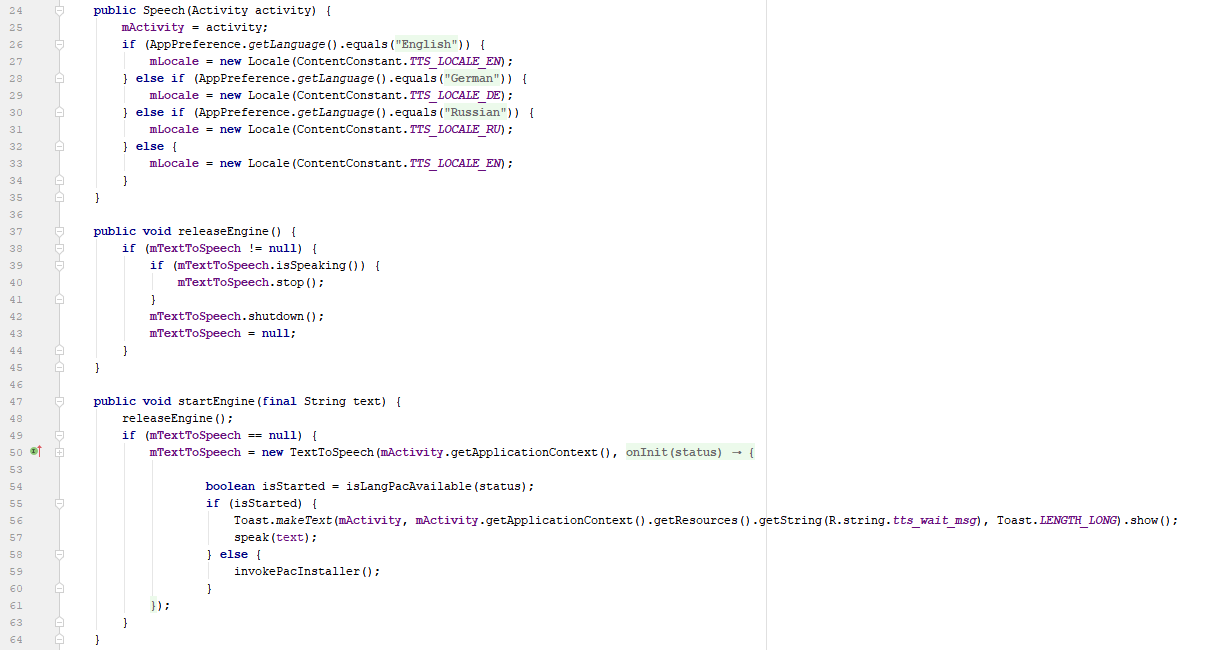 24 public Speech(Activity activity) {
25 mActivity = activity;
26 if (AppPreference.getLanguage().equals("English")) {
27 mLocale = new Locale(ContentConstant.TTS_LOCALE_EN);
28 } else if (AppPreference.getLanguage().equals("German")) {
29 mLocale = new Locale(ContentConstant.TTS_LOCALE_DE);
30 } else if (AppPreference.getLanguage().equals("Russian")) {
31 mLocale = new Locale(ContentConstant.TTS_LOCALE_RU);
32 } else {
33 mLocale = new Locale(ContentConstant.TTS_LOCALE_EN);
34 }
35 }
36
37 public void releaseEngine() {
38 if (mTextToSpeech != null) {
39 if (mTextToSpeech.isSpeaking()) {
40 mTextToSpeech.stop();
41 }
42 mTextToSpeech.shutdown();
43 mTextToSpeech = null;
44 }
45 }
46
47 public void startEngine(final String text) {
48 releaseEngine();
49 if (mTextToSpeech == null) {
50 mTextToSpeech = new TextToSpeech(mActivity.getApplicationContext(), onInit(status) → {
53
54 boolean isStarted = isLangPacAvailable(status);
55 if (isStarted) {
56 Toast.makeText(mActivity, mActivity.getApplicationContext().getResources().getString(R.string.tts_wait_msg), Toast.LENGTH_LONG).show();
57 speak(text);
58 } else {
59 invokePacInstaller();
60 }
61 });
63 }
64 }